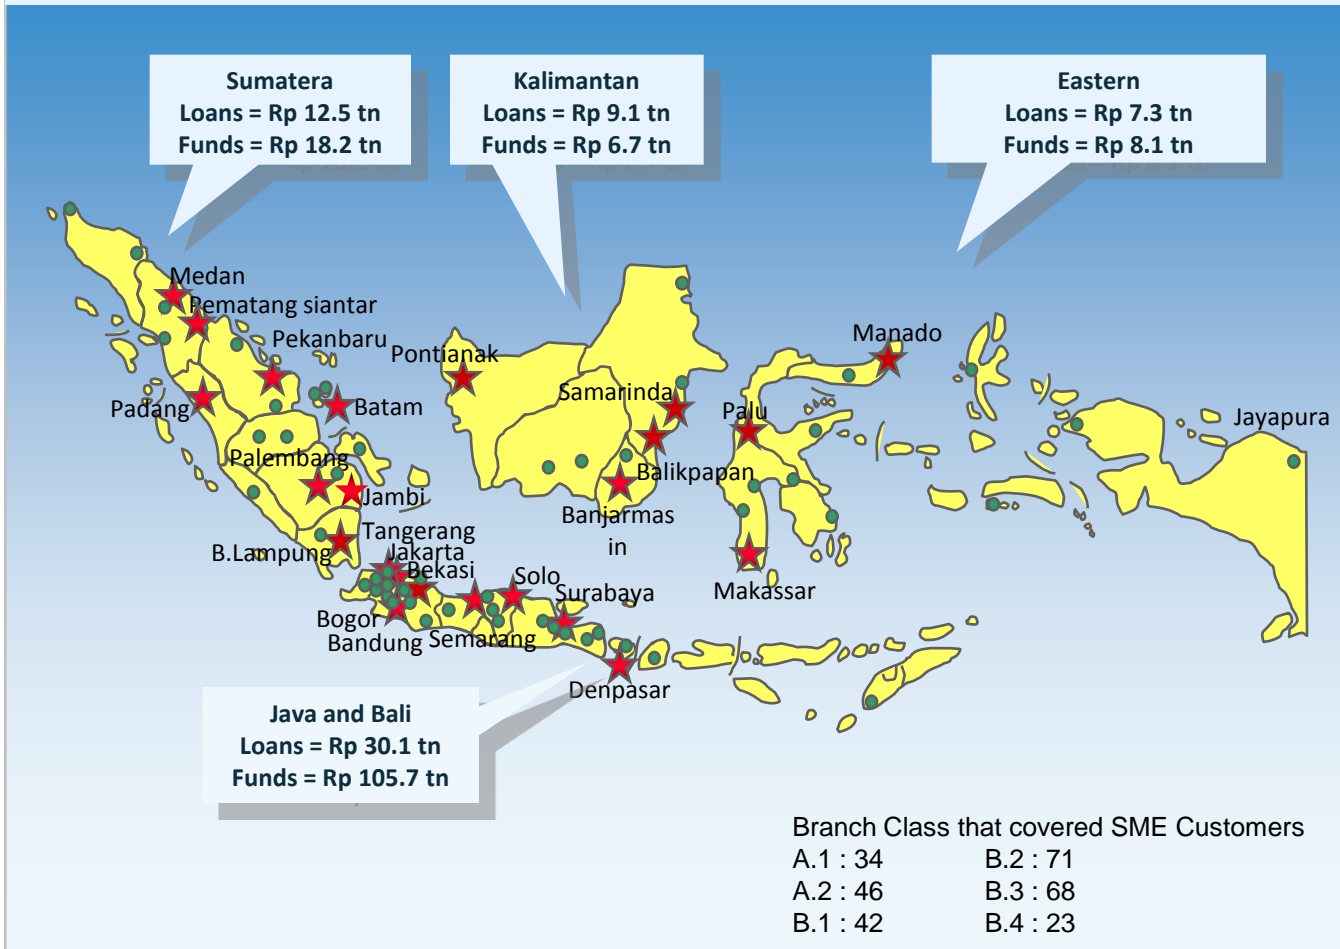 Sumatera
Loans = Rp 12.5 tn
Funds = Rp 18.2 tn
Kalimantan
Loans = Rp 9.1 tn
Funds = Rp 6.7 tn
Eastern
Loans = Rp 7.3 tn
Funds = Rp 8.1 tn
Medan
Pematang siantar
Pekanbaru
Padang
Batam
Palembang
Jambi
B.Lampung
Tangerang
Jakarta
Bekasi
Bogor
Bandung
Semarang
Solo
Surabaya
Denpasar
Pontianak
Samarinda
Balikpapan
Banjarmas
in
Manado
Palu
Makassar
Jayapura
Java and Bali
Loans = Rp 30.1 tn
Funds = Rp 105.7 tn
Branch Class that covered SME Customers
A.1 : 34 B.2 : 71
A.2 : 46 B.3 : 68
B.1 : 42 B.4 : 23